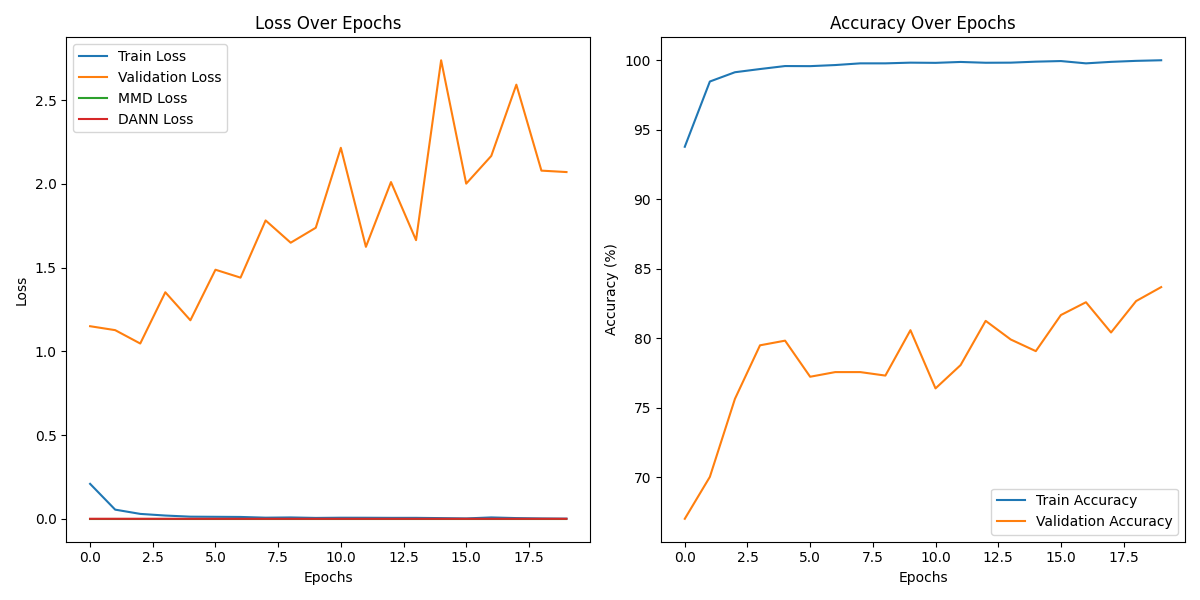 Loss Over Epochs
Train Loss
Validation Loss
MMD Loss
DANN Loss
2.5
2.0
1.5
1.0
0.5
0.0
Loss
0.0 2.5 5.0 7.5 10.0 12.5 15.0 17.5
Epochs
Accuracy Over Epochs
100
95
90
85
80
75
70
Accuracy (%)
Train Accuracy
Validation Accuracy
0.0 2.5 5.0 7.5 10.0 12.5 15.0 17.5
Epochs